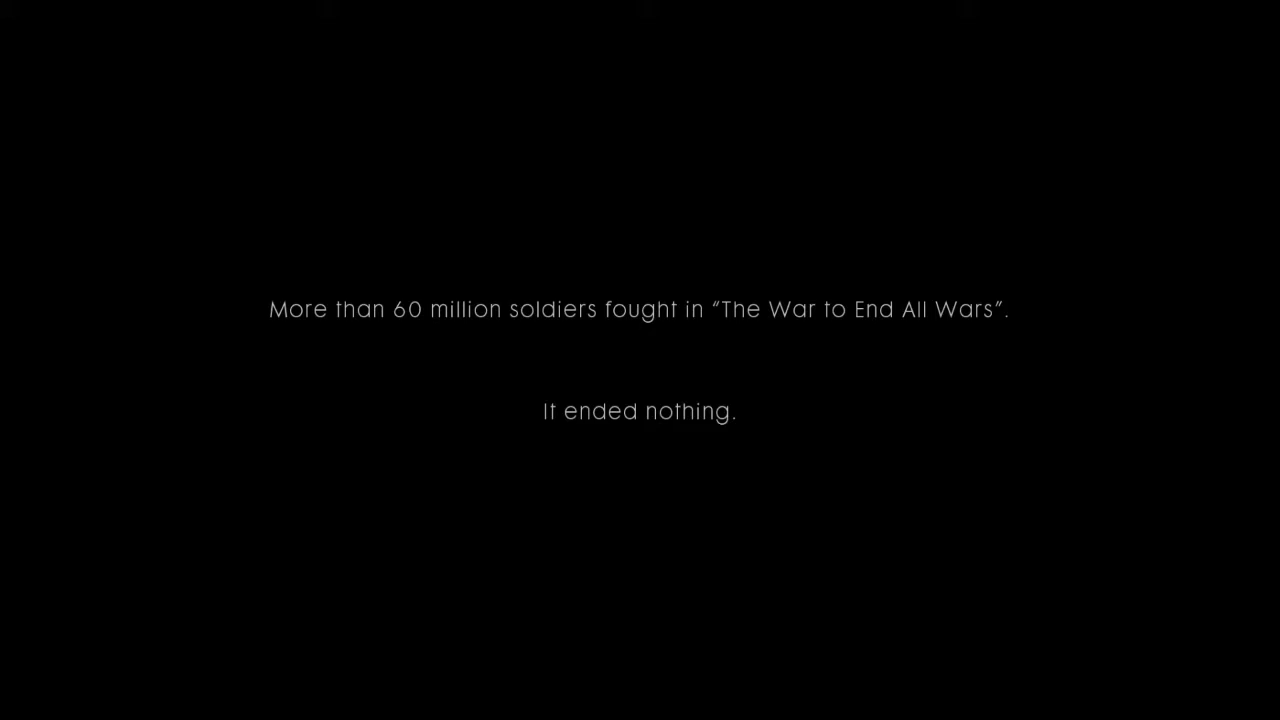 More than 60 million soldiers fought in “The War to End All Wars”.
It ended nothing.